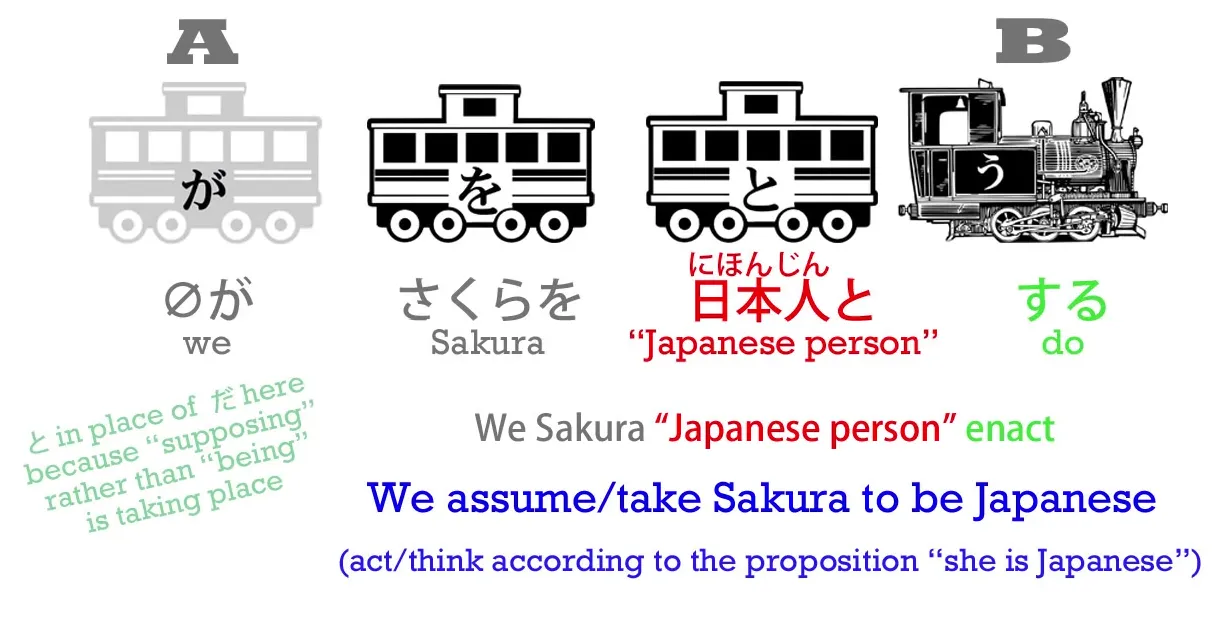 A
B
が
を
と
う
∅が
さくらを
にほんじん
日本人と
する
we
Sakura
“Japanese person”
do
と in place of だ here
because “supposing”
rather than “being”
is taking place
We Sakura “Japanese person” enact
We assume/take Sakura to be Japanese
(act/think according to the proposition “she is Japanese”)